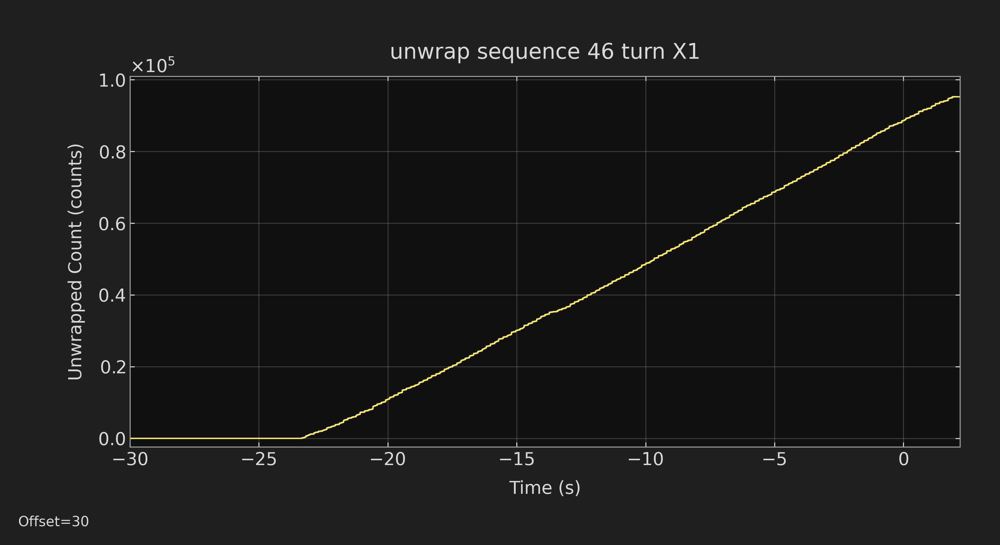 unwrap sequence 46 turn X1
×10⁵
1.0
0.8
0.6
0.4
0.2
0.0
Unwrapped Count (counts)
−30 −25 −20 −15 −10 −5 0
Time (s)
Offset=30